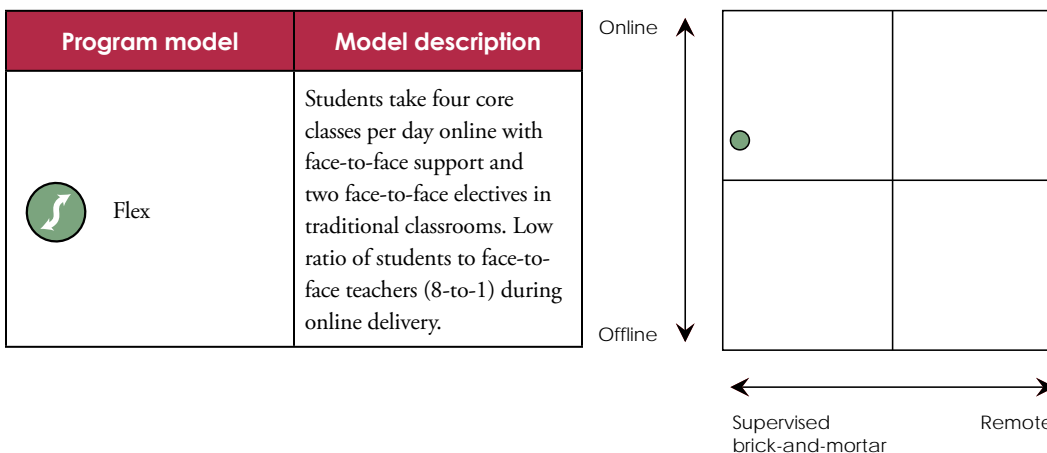 Program model
Model description
Flex
Students take four core
classes per day online with
face-to-face support and
two face-to-face electives in
traditional classrooms. Low
ratio of students to face-to-
face teachers (8-to-1) during
online delivery.
Online
Offline
Supervised
brick-and-mortar
Remote